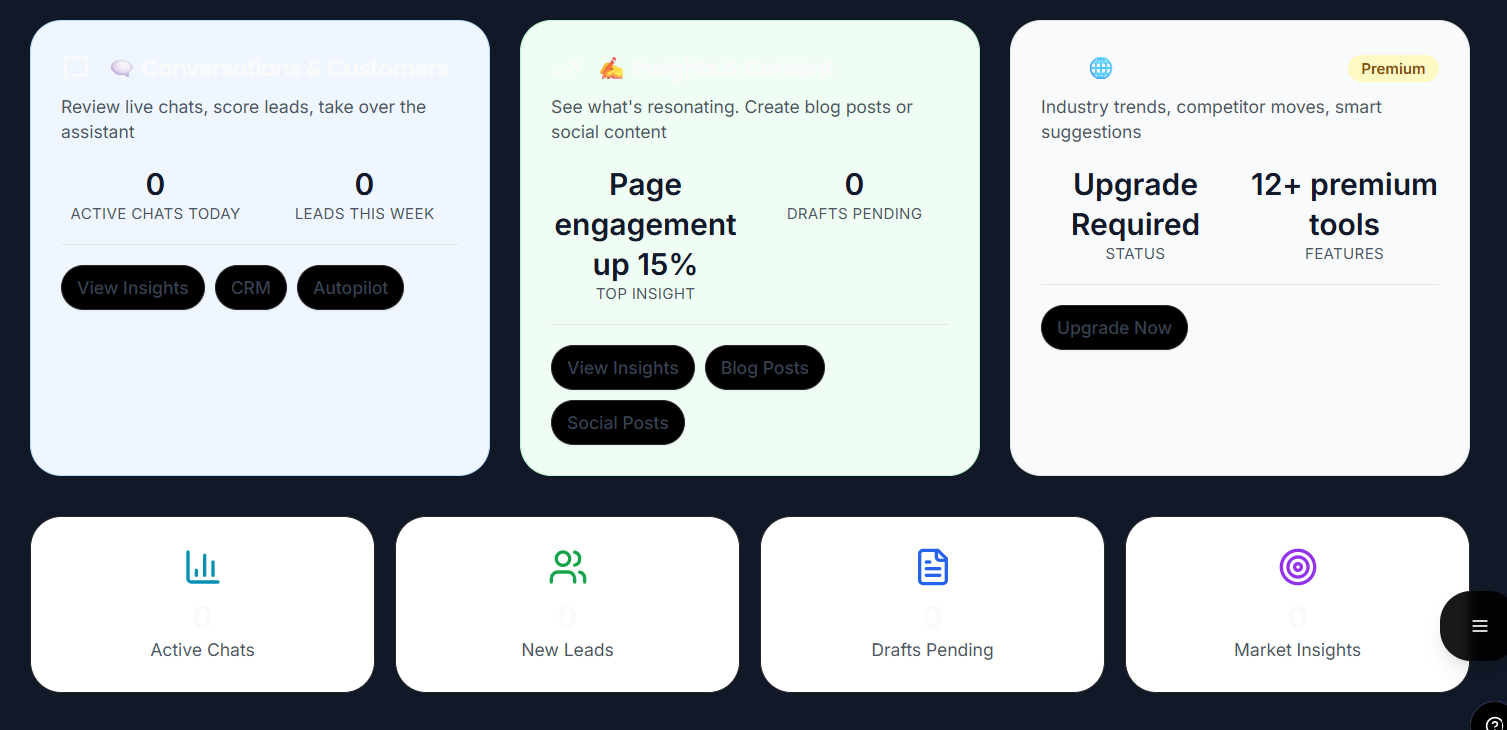 Conversations & Customers
Review live chats, score leads, take over the
assistant
0
ACTIVE CHATS TODAY
0
LEADS THIS WEEK
View Insights
CRM
Autopilot
Insights & Content
See what's resonating. Create blog posts or
social content
Page
engagement
up 15%
TOP INSIGHT
0
DRAFTS PENDING
View Insights
Blog Posts
Social Posts
Premium
Industry trends, competitor moves, smart
suggestions
Upgrade
Required
STATUS
12+ premium
tools
FEATURES
Upgrade Now
0
Active Chats
0
New Leads
0
Drafts Pending
0
Market Insights